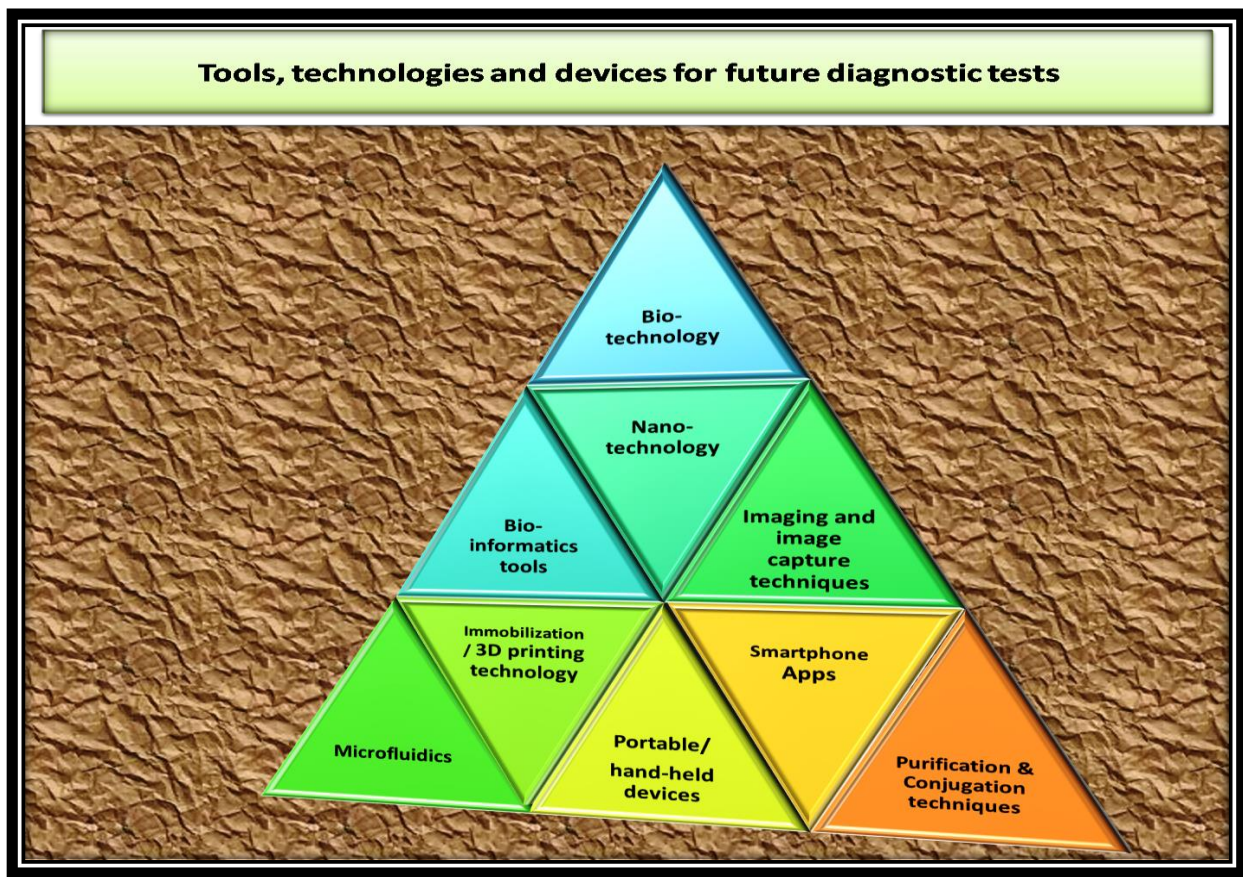 Tools, technologies and devices for future diagnostic tests
Bio-
technology
Nano-
technology
Bio-
informatics
tools
Imaging and
image
capture
techniques
Microfluidics
Immobilization
/ 3D printing
technology
Portable/
hand-held
devices
Smartphone
Apps
Purification &
Conjugation
techniques